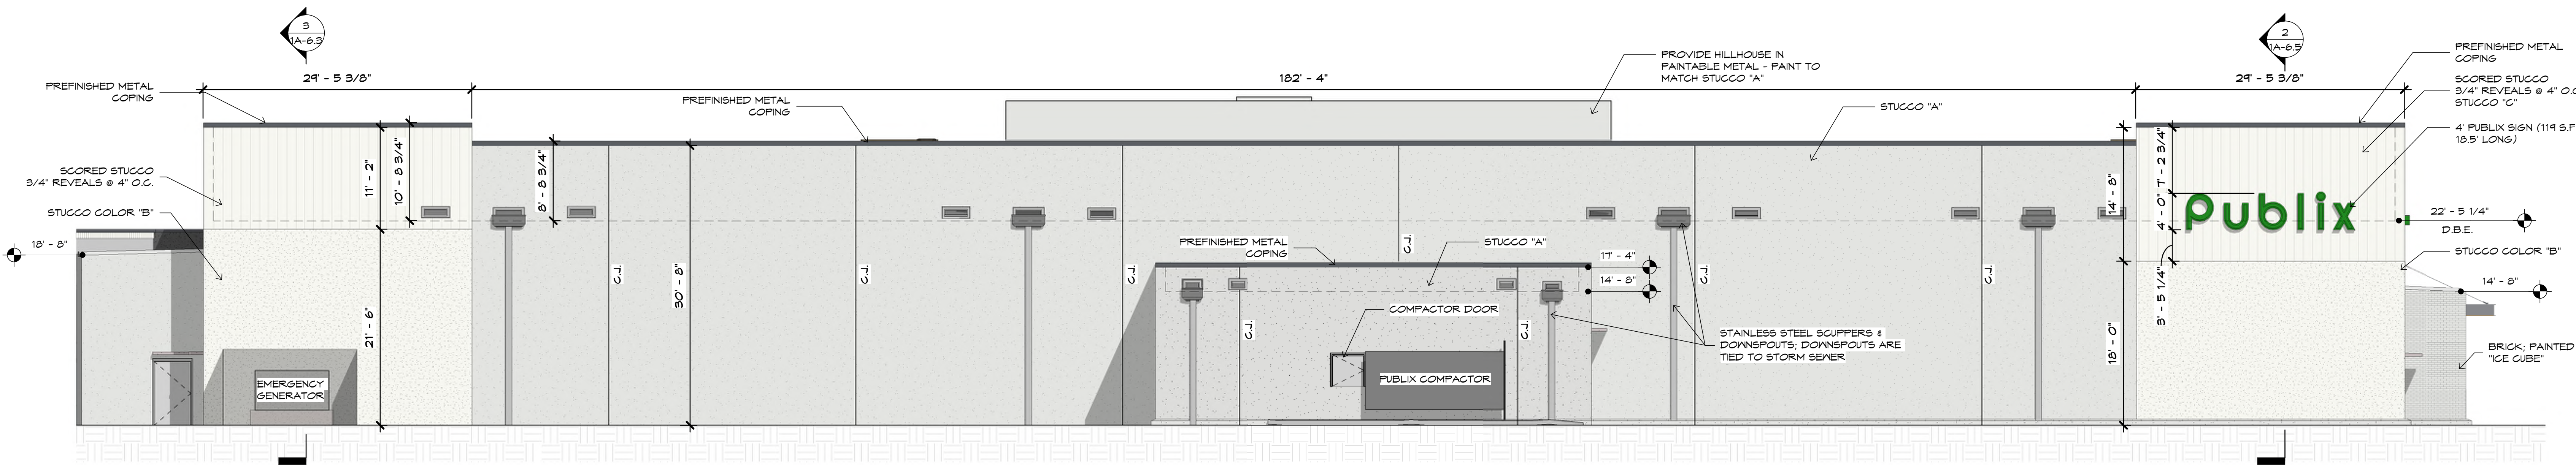 3
1A-6.3
2
1A-6.5
29' - 5 3/8"
182' - 4"
29' - 5 3/8"
PREFINISHED METAL
COPING
PREFINISHED METAL
COPING
PROVIDE HILLHOUSE IN
PAINTABLE METAL - PAINT TO
MATCH STUCCO "A"
STUCCO "A"
PREFINISHED METAL
COPING
SCORED STUCCO
3/4" REVEALS @ 4" O.C
STUCCO "C"
4' PUBLIX SIGN (119 S.F
18.5' LONG)
SCORED STUCCO
3/4" REVEALS @ 4" O.C.
STUCCO COLOR "B"
18' - 8"
11' - 2"
10' - 8 3/4"
21' - 6"
8' - 8 3/4"
30' - 8"
C.J.
C.J.
C.J.
C.J.
C.J.
C.J.
C.J.
C.J.
PREFINISHED METAL
COPING
STUCCO "A"
17' - 4"
14' - 8"
COMPACTOR DOOR
PUBLIX COMPACTOR
EMERGENCY
GENERATOR
STAINLESS STEEL SCUPPERS &
DOWNSPOUTS; DOWNSPOUTS ARE
TIED TO STORM SEWER
14' - 8"
18' - 0"
7' - 2 3/4"
4' - 0"
3' - 5 1/4"
Publix
22' - 5 1/4"
D.B.E.
STUCCO COLOR "B"
14' - 8"
BRICK; PAINTED
"ICE CUBE"